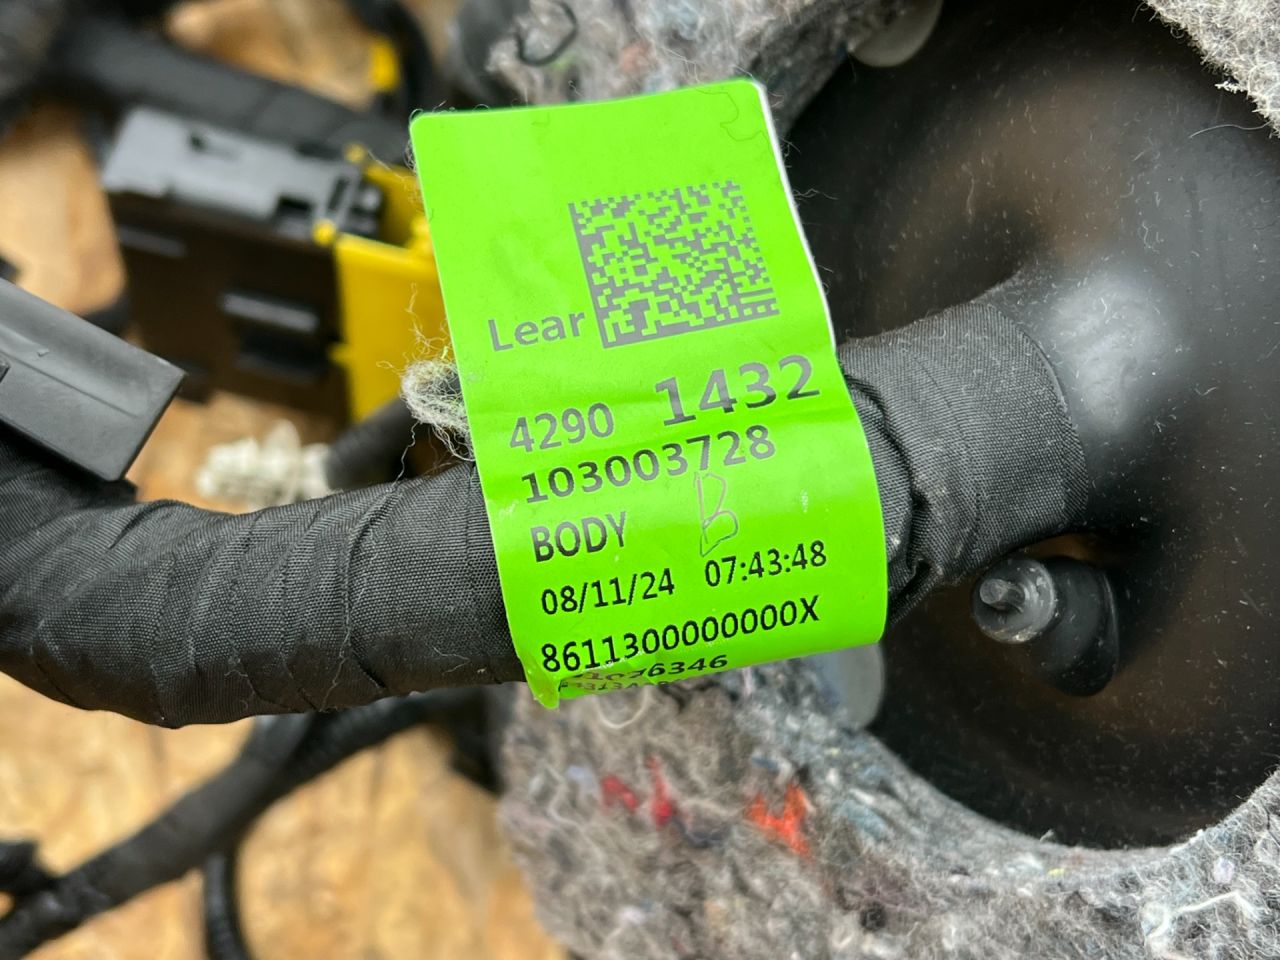 Lear
4290 1432
103003728
BODY B
08/11/24 07:43:48
8611300000000X